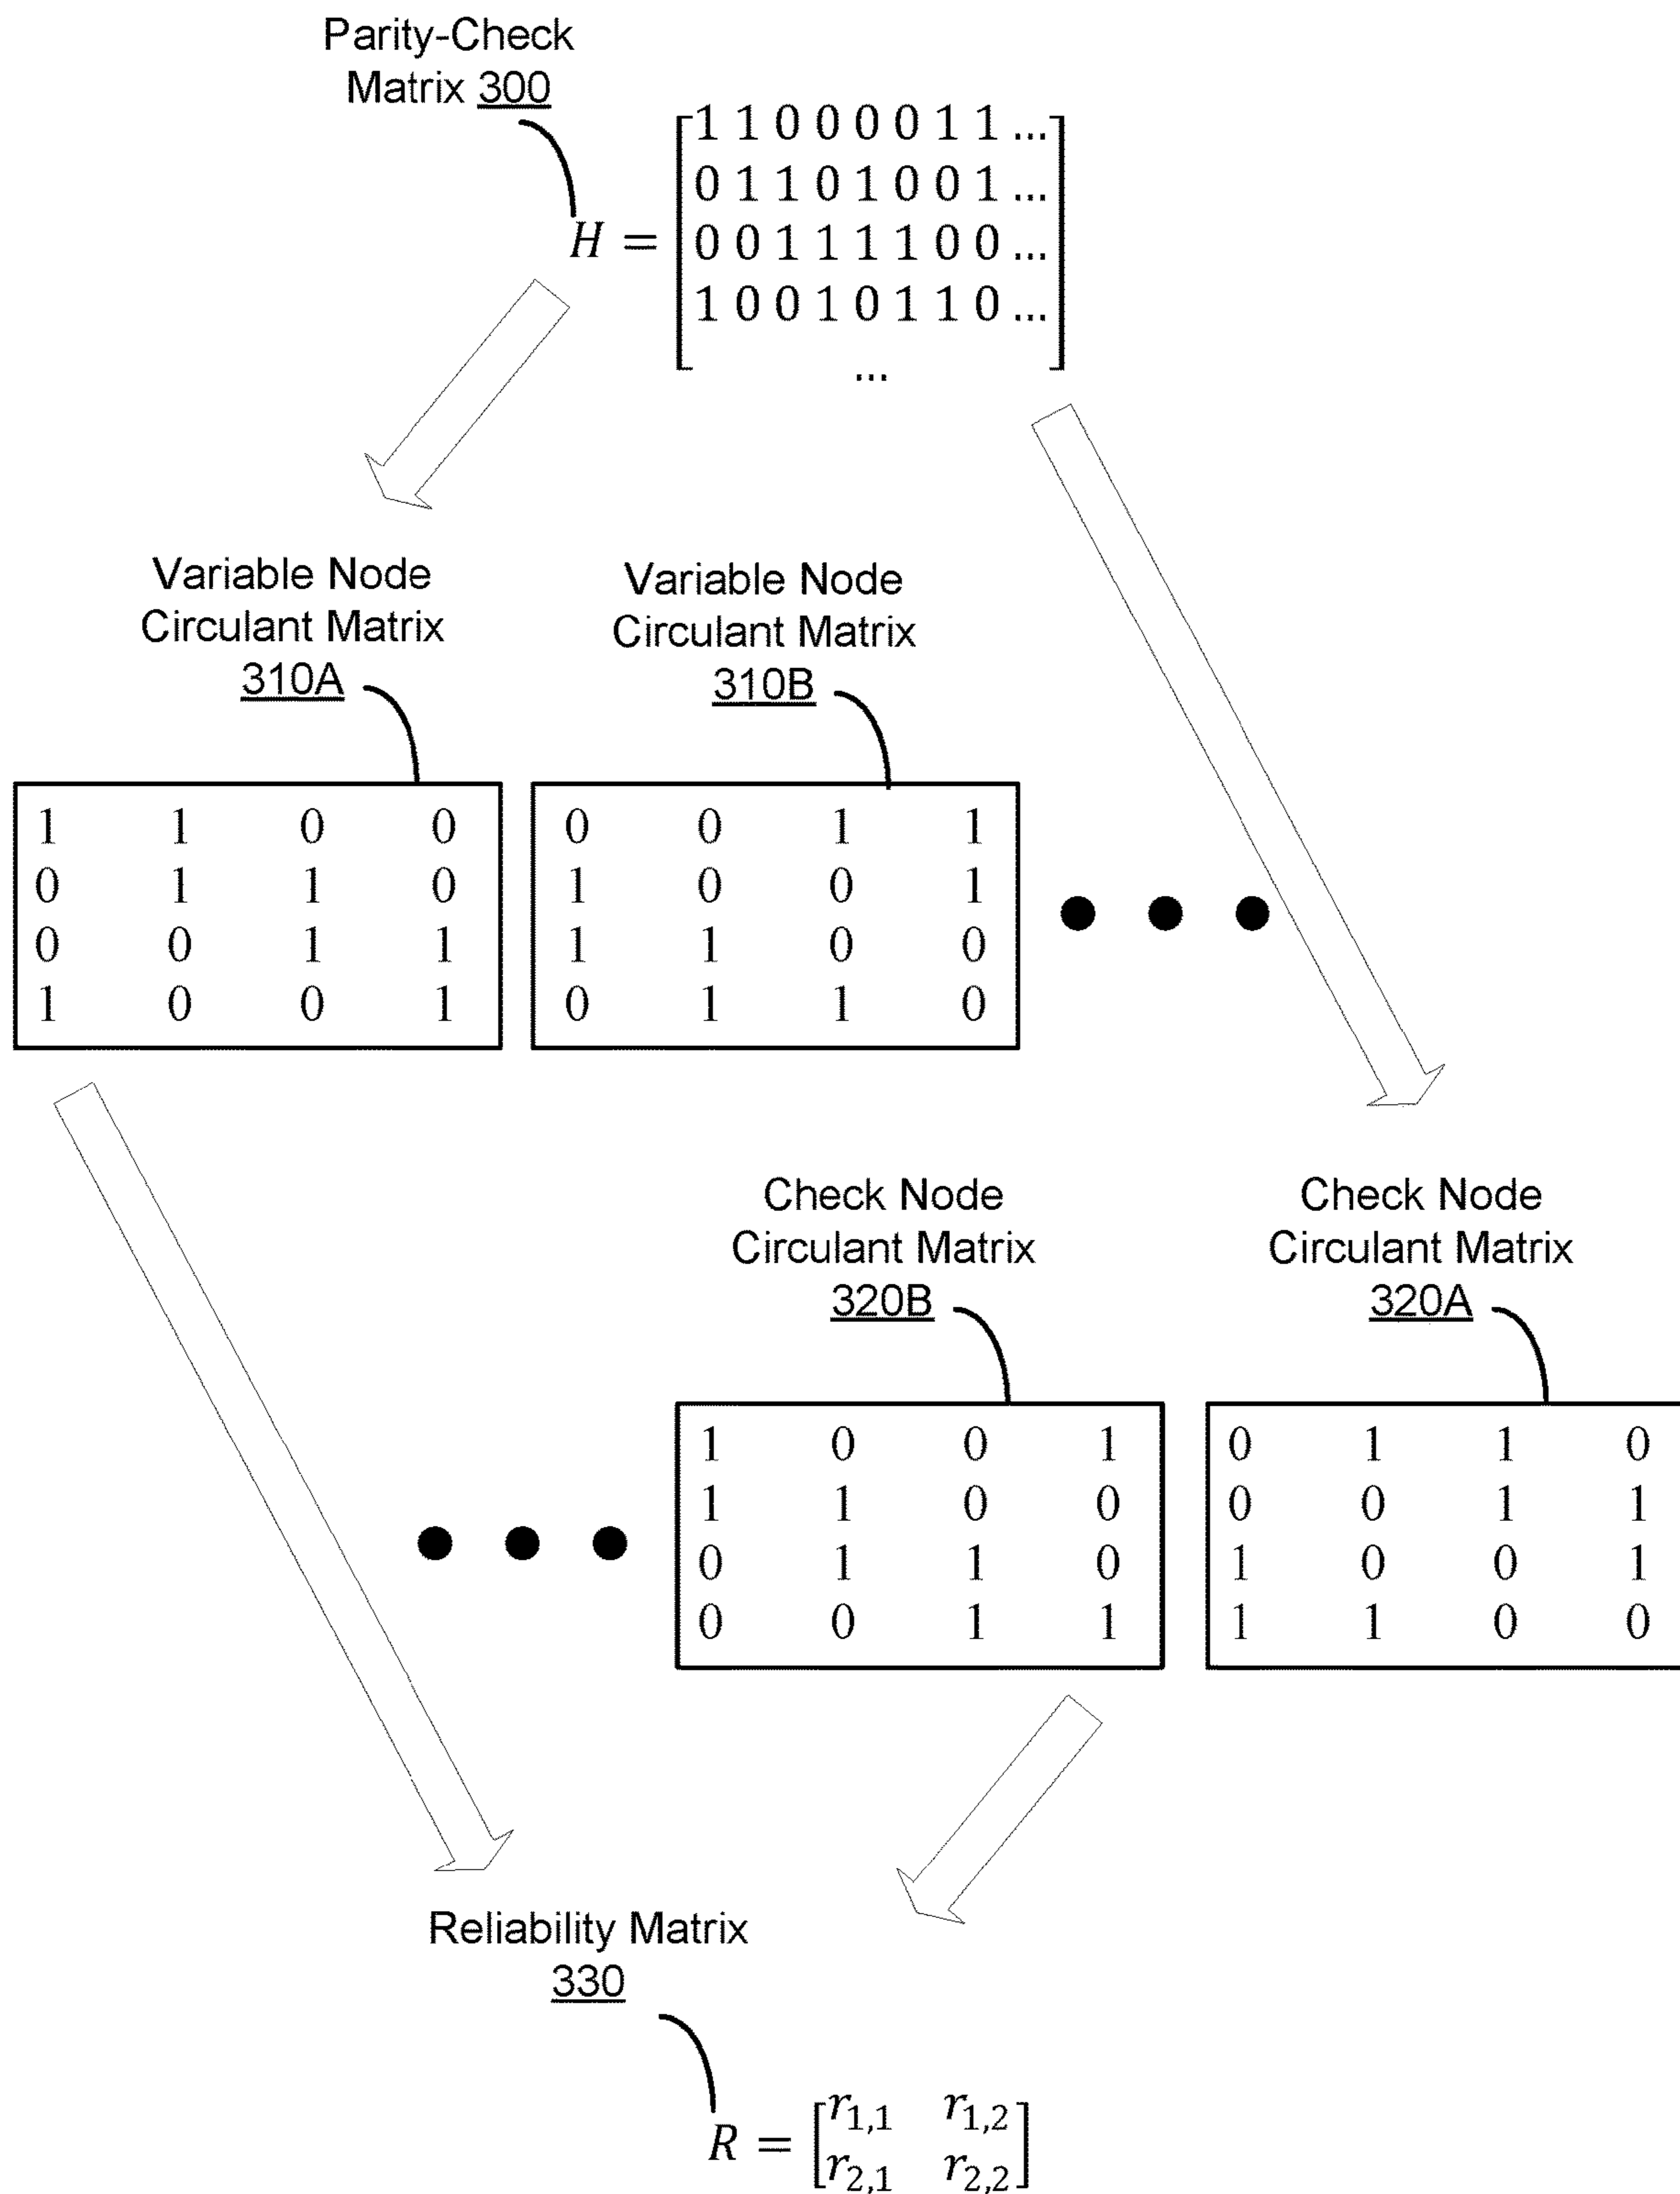 Parity-Check
Matrix 300
H = [1 1 0 0 0 0 1 1 ...
0 1 1 0 1 0 0 1 ...
0 0 1 1 1 1 0 0 ...
1 0 0 1 0 1 1 0 ...
...]
Variable Node
Circulant Matrix
310A
Variable Node
Circulant Matrix
310B
1 1 0 0
0 1 1 0
0 0 1 1
1 0 0 1
0 0 1 1
1 0 0 1
1 1 0 0
0 1 1 0
Check Node
Circulant Matrix
320B
Check Node
Circulant Matrix
320A
1 0 0 1
1 1 0 0
0 1 1 0
0 0 1 1
0 1 1 0
0 0 1 1
1 0 0 1
1 1 0 0
Reliability Matrix
330
R = [r1,1 r1,2
r2,1 r2,2]